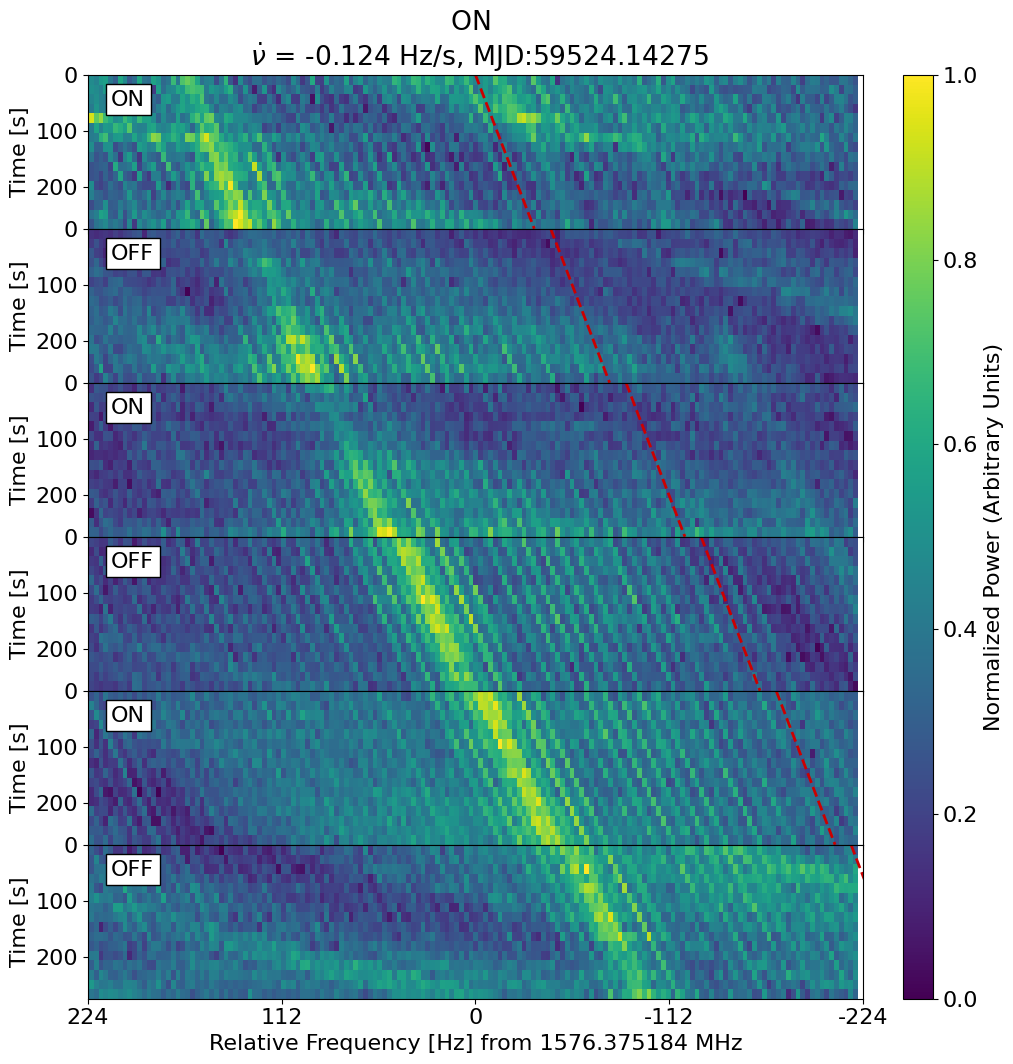 ON
ν̇ = -0.124 Hz/s, MJD:59524.14275
0
ON
100
200
Time [s]
0
OFF
100
200
Time [s]
0
ON
100
200
Time [s]
0
OFF
100
200
Time [s]
0
ON
100
200
Time [s]
0
OFF
100
200
Time [s]
224 112 0 -112 -224
Relative Frequency [Hz] from 1576.375184 MHz
1.0
0.8
0.6
0.4
0.2
0.0
Normalized Power (Arbitrary Units)